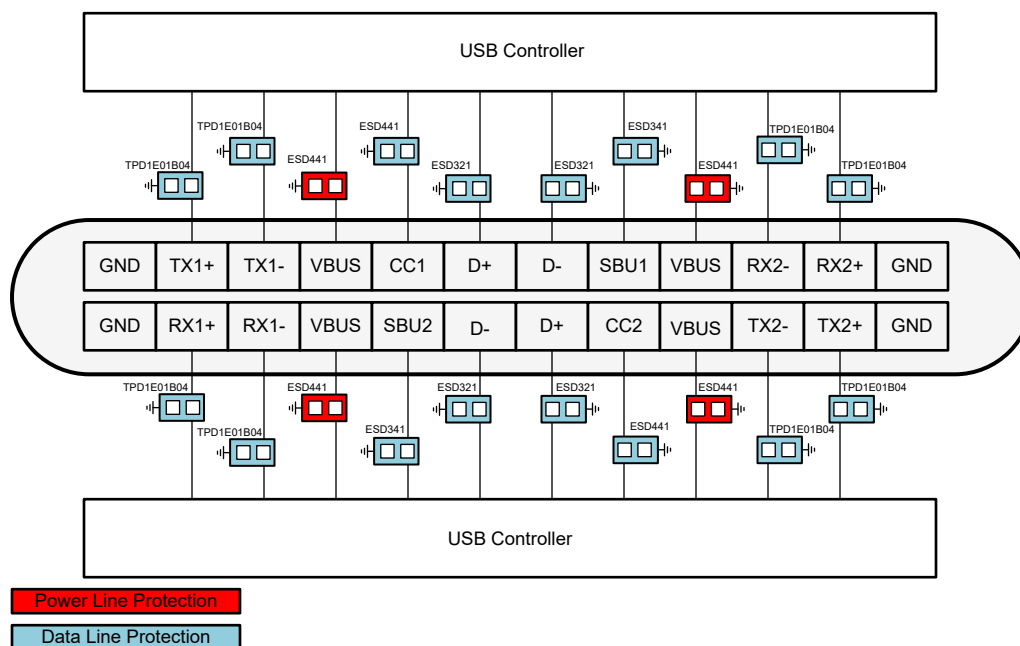 USB Controller
TPD1E01B04
ESD441
TPD1E01B04
ESD341
TPD1E01B04
ESD441
ESD321
ESD321
ESD441
TPD1E01B04
GND TX1+ TX1- VBUS CC1 D+ D- SBU1 VBUS RX2- RX2+ GND
GND RX1+ RX1- VBUS SBU2 D- D+ CC2 VBUS TX2- TX2+ GND
TPD1E01B04
ESD441
ESD321
ESD321
ESD441
TPD1E01B04
TPD1E01B04
ESD341
ESD441
TPD1E01B04
USB Controller
Power Line Protection
Data Line Protection